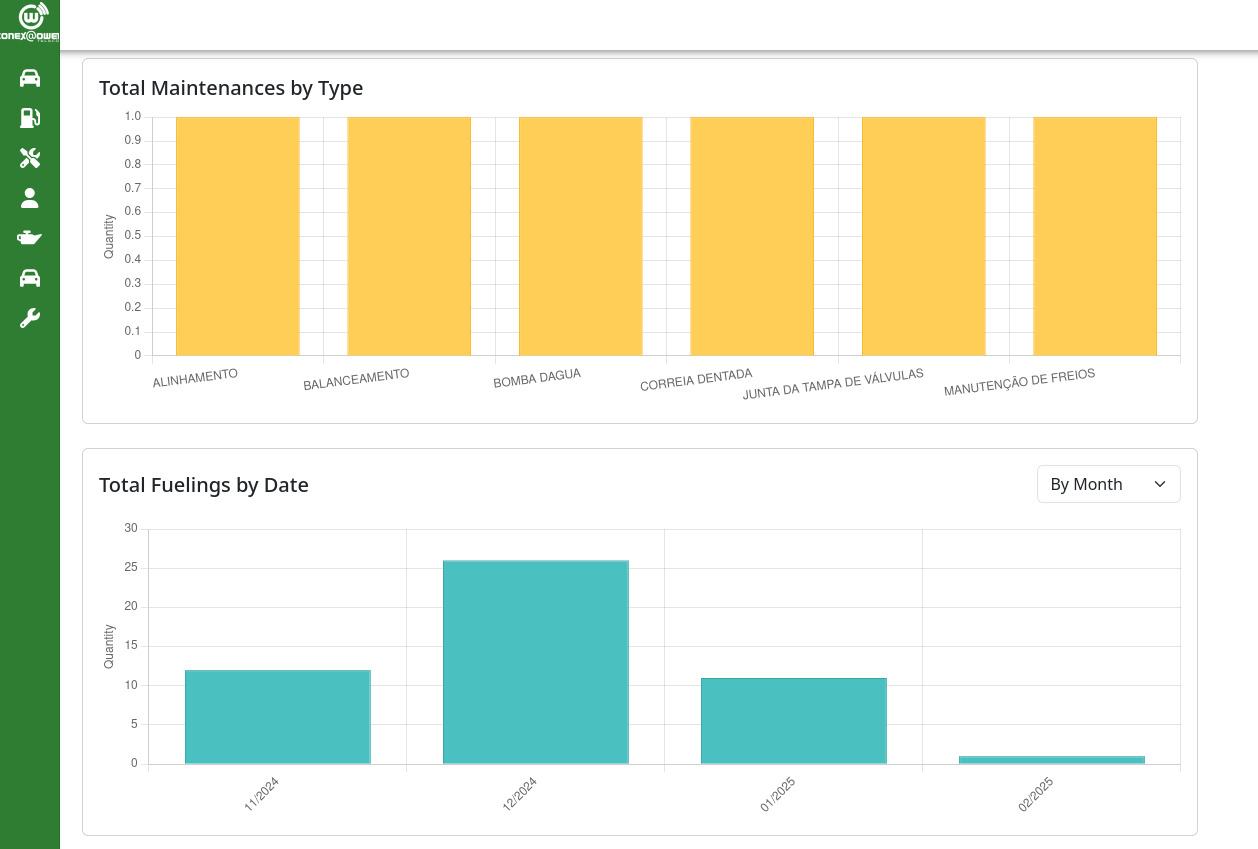 Total Maintenances by Type
1.0
0.9
0.8
0.7
0.6
0.5
0.4
0.3
0.2
0.1
0
Quantity
ALINHAMENTO
BALANCEAMENTO
BOMBA DAGUA
CORREIA DENTADA
JUNTA DA TAMPA DE VÁLVULAS
MANUTENÇÃO DE FREIOS
Total Fuelings by Date
By Month
30
25
20
15
10
5
0
Quantity
11/2024
12/2024
01/2025
02/2025